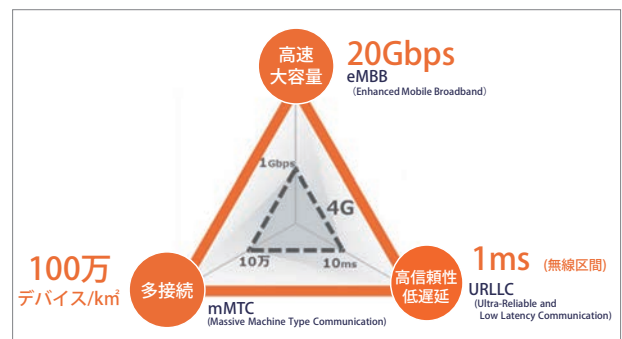 高速
大容量
20Gbps
eMBB
（Enhanced Mobile Broadband）
1Gbps
4G
10万
10ms
100万
デバイス/k㎡
多接続
mMTC
(Massive Machine Type Communication)
高信頼性
低遅延
1ms (無線区間)
URLLC
(Ultra-Reliable and
Low Latency Communication)